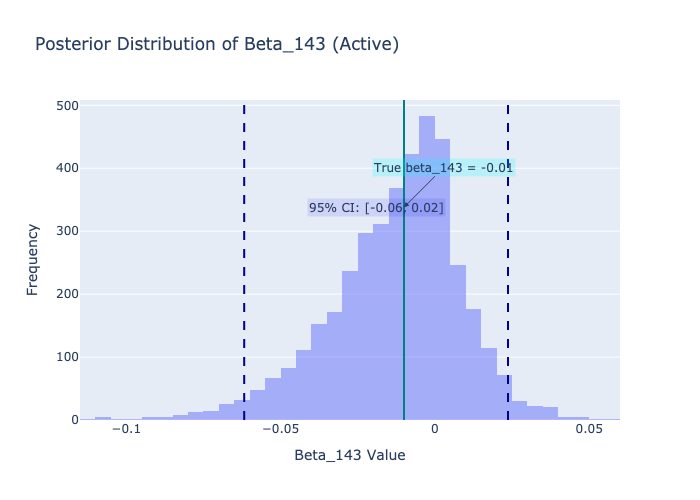 Posterior Distribution of Beta_143 (Active)
500
400
300
200
100
0
Frequency
True beta_143 = -0.01
95% CI: [-0.06, 0.02]
−0.1
−0.05
0
0.05
Beta_143 Value